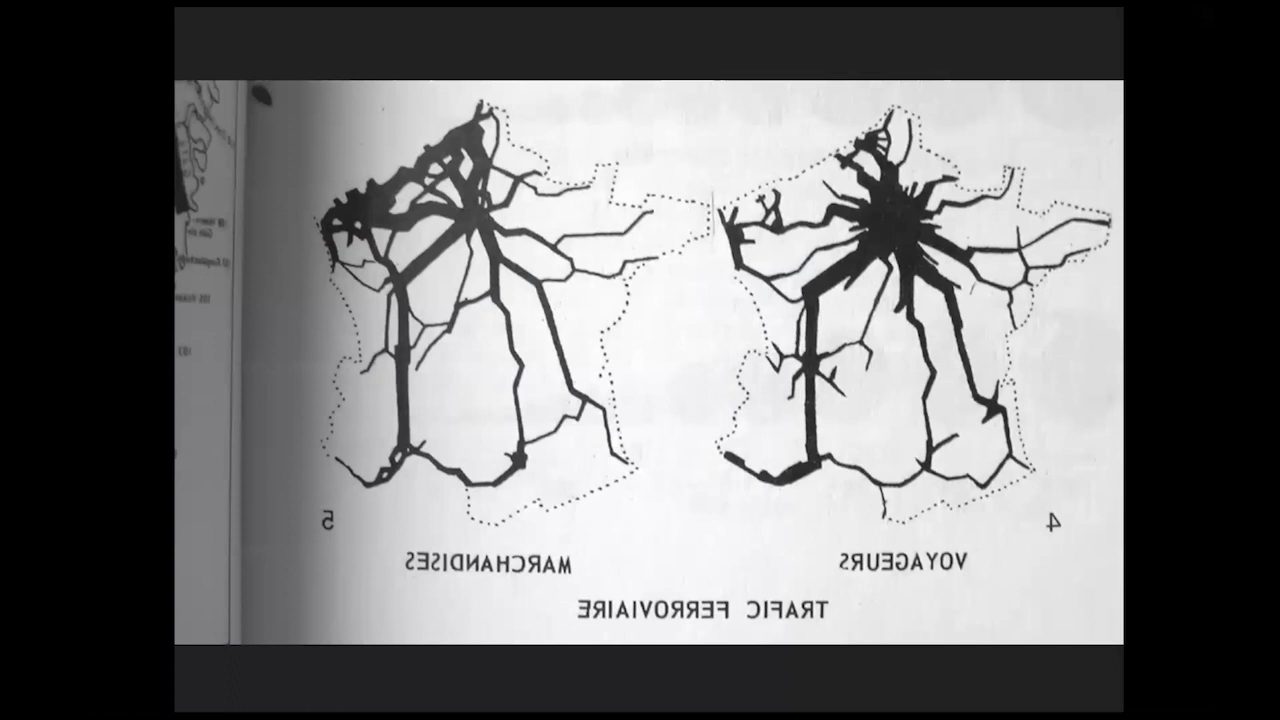 4
5
VOYAGEURS
MARCHANDISES
TRAFIC FERROVIAIRE